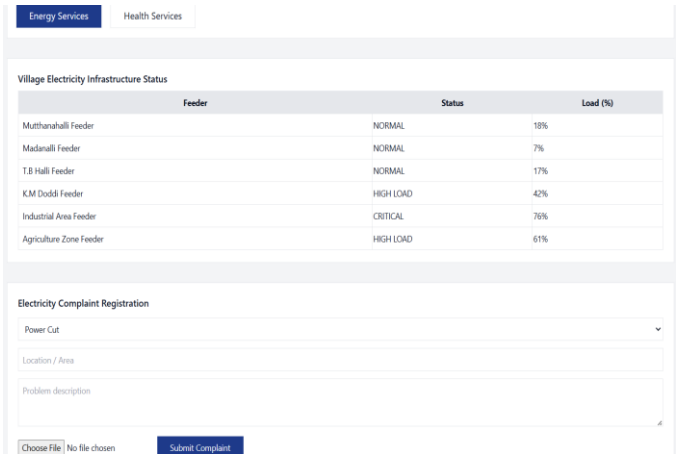 Energy Services Health Services
Village Electricity Infrastructure Status
Feeder Status Load (%)
Mutthanahalli Feeder NORMAL 18%
Madanalli Feeder NORMAL 7%
T.B Halli Feeder NORMAL 17%
K.M Doddi Feeder HIGH LOAD 42%
Industrial Area Feeder CRITICAL 76%
Agriculture Zone Feeder HIGH LOAD 61%
Electricity Complaint Registration
Power Cut
Location / Area
Problem description
Choose File No file chosen Submit Complaint